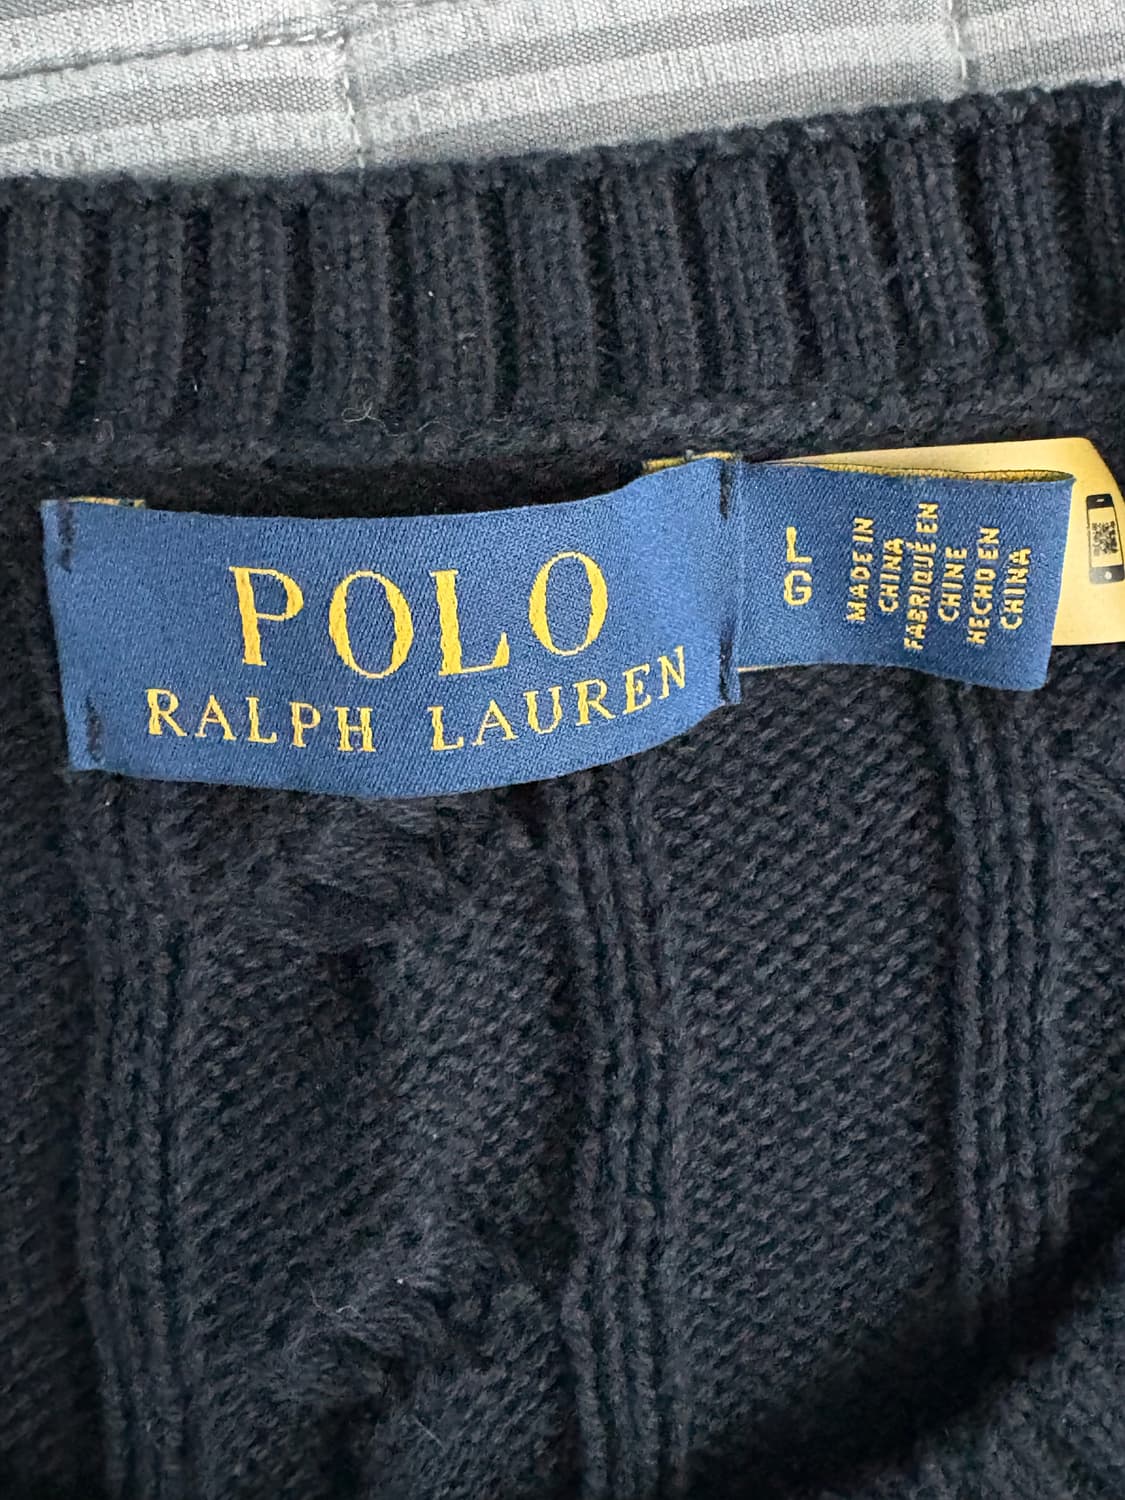 POLO
RALPH LAUREN
L
G
MADE IN
CHINA
FABRIQUÉ EN
CHINE
HECHO EN
CHINA